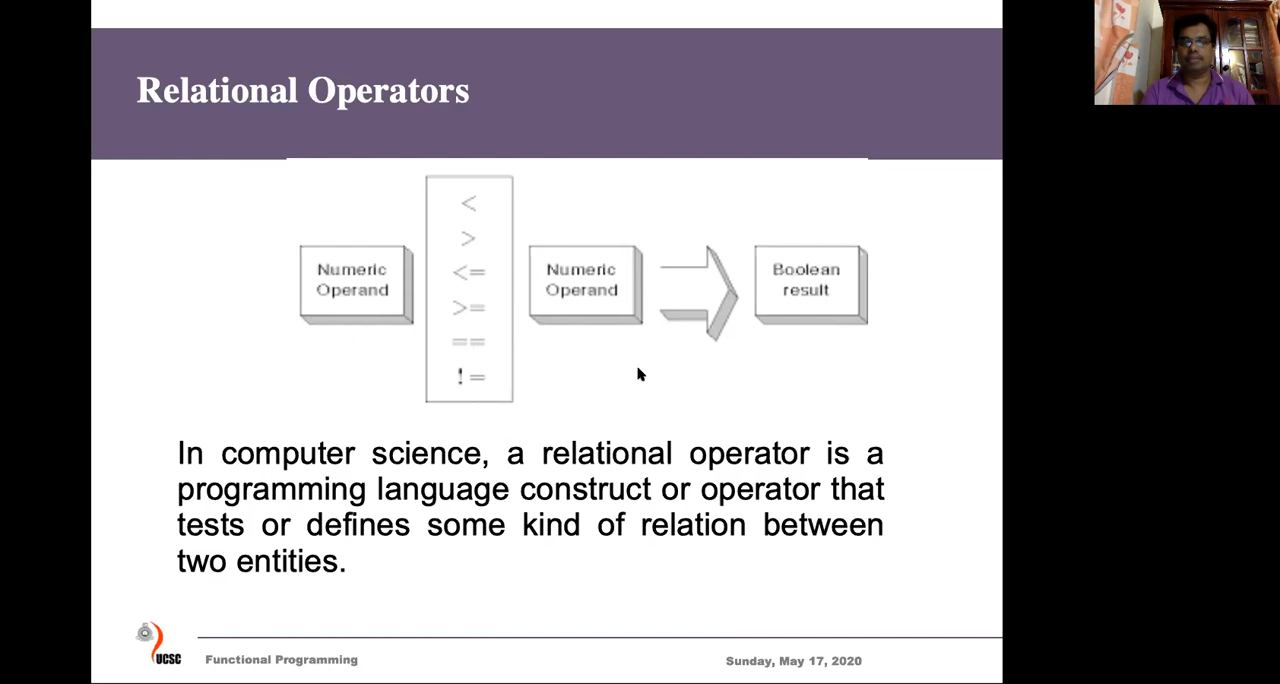 Relational Operators
<
>
<=
>=
==
!=
Numeric
Operand
Numeric
Operand
Boolean
result
In computer science, a relational operator is a
programming language construct or operator that
tests or defines some kind of relation between
two entities.
UCSC
Functional Programming
Sunday, May 17, 2020